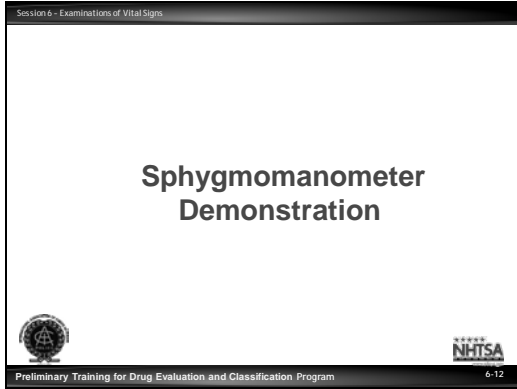 Session 6 - Examinations of Vital Signs
Sphygmomanometer
Demonstration
NHTSA
Preliminary Training for Drug Evaluation and Classification Program
6-12